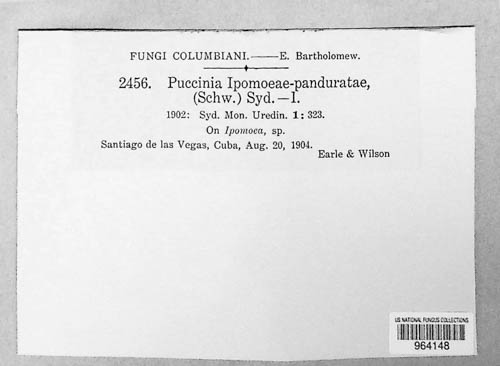 FUNGI COLUMBIANI.——E. Bartholomew.
2456. Puccinia Ipomoeae-panduratae,
(Schw.) Syd.—I.
1902: Syd. Mon. Uredin. 1: 323.
On Ipomoea, sp.
Santiago de las Vegas, Cuba, Aug. 20, 1904.
Earle & Wilson
US NATIONAL FUNGUS COLLECTIONS
964148